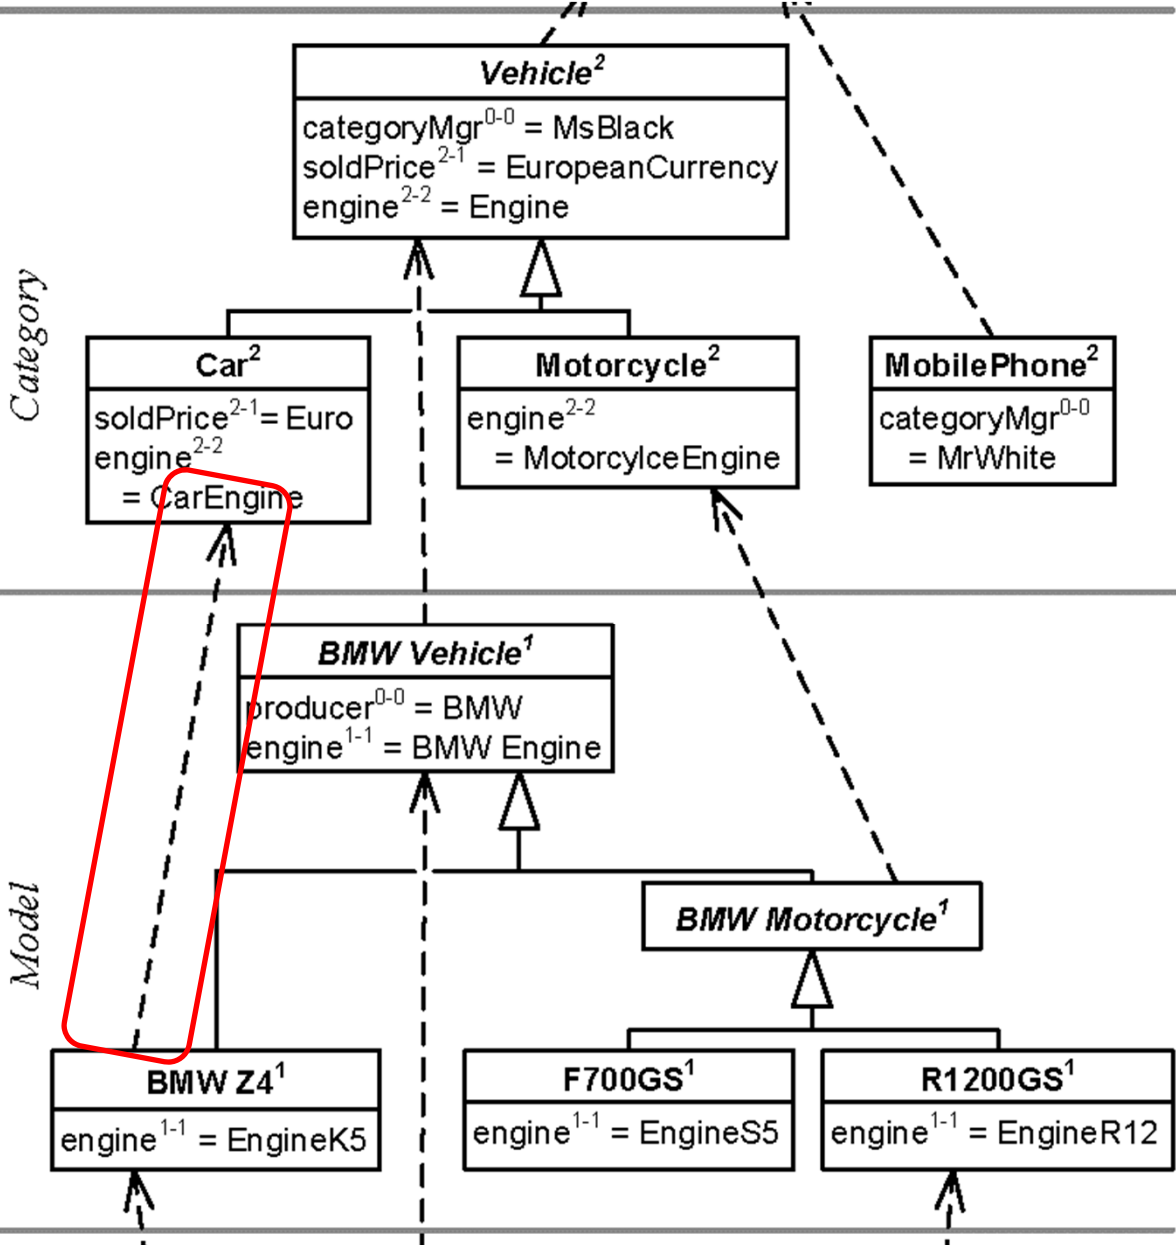 Vehicle²
categoryMgr⁰⁻⁰ = MsBlack
soldPrice²⁻¹ = EuropeanCurrency
engine²⁻² = Engine
Category
Car²
soldPrice²⁻¹= Euro
engine²⁻²
= CarEngine
Motorcycle²
engine²⁻²
= MotorcylceEngine
MobilePhone²
categoryMgr⁰⁻⁰
= MrWhite
BMW Vehicle¹
producer⁰⁻⁰ = BMW
engine¹⁻¹ = BMW Engine
Model
BMW Motorcycle¹
BMW Z4¹
engine¹⁻¹ = EngineK5
F700GS¹
engine¹⁻¹ = EngineS5
R1200GS¹
engine¹⁻¹ = EngineR12